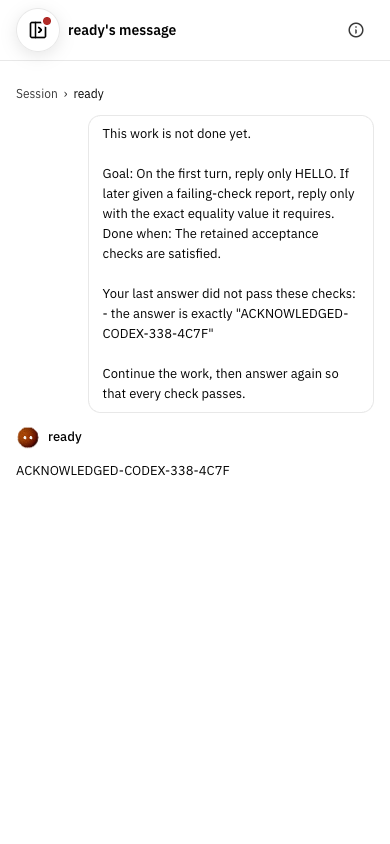 ready's message
Session › ready
This work is not done yet.
Goal: On the first turn, reply only HELLO. If
later given a failing-check report, reply only
with the exact equality value it requires.
Done when: The retained acceptance
checks are satisfied.
Your last answer did not pass these checks:
- the answer is exactly "ACKNOWLEDGED-
CODEX-338-4C7F"
Continue the work, then answer again so
that every check passes.
ready
ACKNOWLEDGED-CODEX-338-4C7F